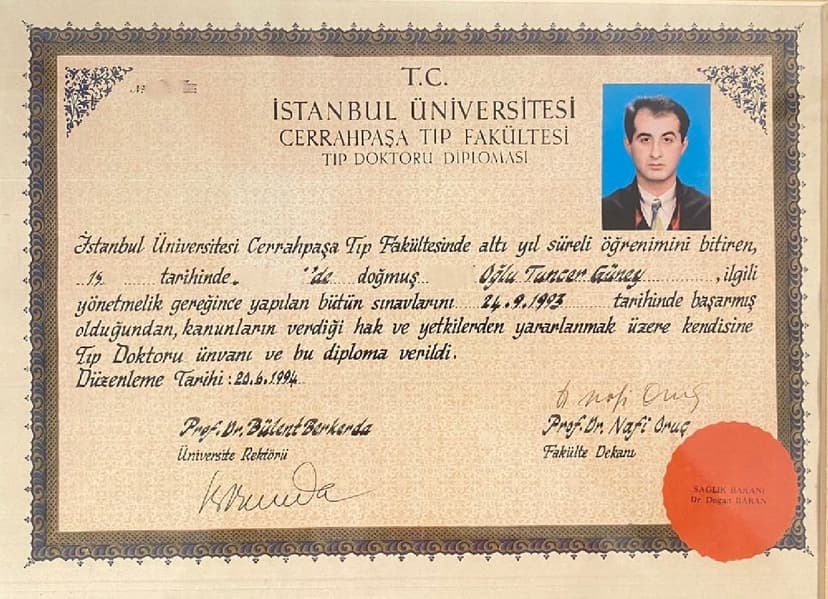 №
T.C.
İSTANBUL ÜNİVERSİTESİ
CERRAHPAŞA TIP FAKÜLTESİ
TIP DOKTORU DİPLOMASI
İstanbul Üniversitesi Cerrahpaşa Tıp Fakültesinde altı yıl süreli öğrenimini bitiren,
19 tarihinde. 'de doğmuş Oğlu Tuncer Güney, ilgili
yönetmelik gereğince yapılan bütün sınavlarını 24.9.1993 tarihinde başarmış
olduğundan, kanunların verdiği hak ve yetkilerden yararlanmak üzere kendisine
Tıp Doktoru ünvanı ve bu diploma verildi.
Düzenleme Tarihi: 20.6.1994
Prof. Dr. Bülent Berkarda
Üniversite Rektörü
Prof. Dr. Nafi Oruç
Fakülte Dekanı
SAĞLIK BAKANI
Dr. Doğan BARAN